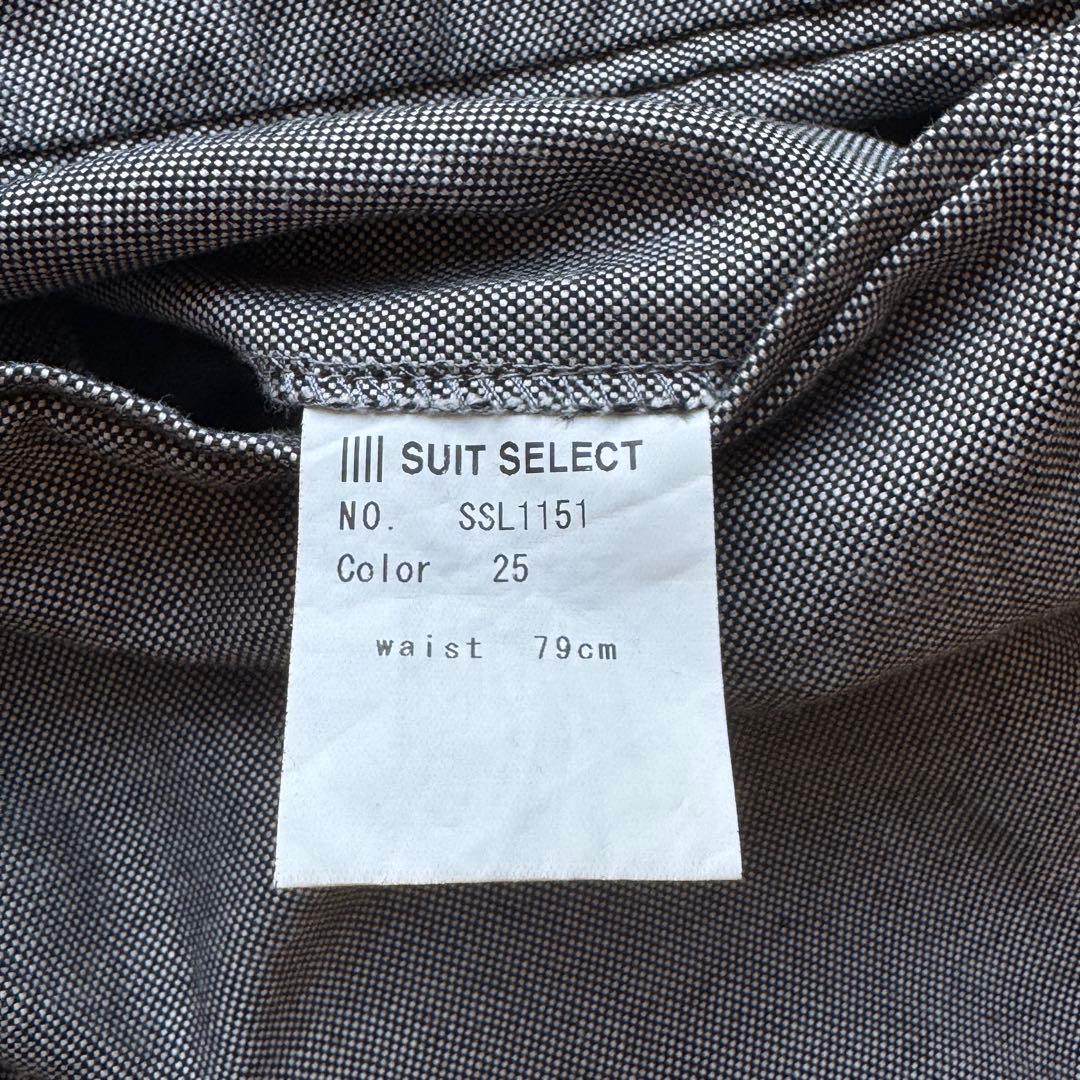 SUIT SELECT
NO. SSL1151
Color 25
waist 79cm